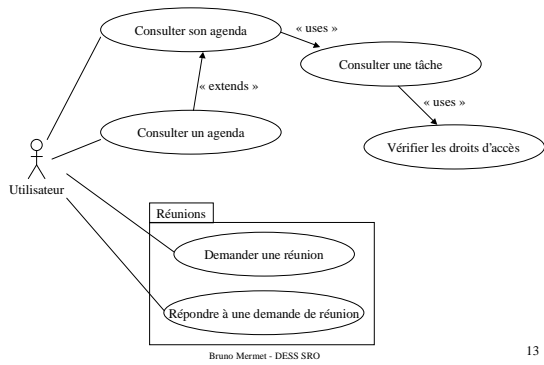 Consulter son agenda
« uses »
Consulter une tâche
« extends »
« uses »
Consulter un agenda
Vérifier les droits d'accès
Utilisateur
Réunions
Demander une réunion
Répondre à une demande de réunion
Bruno Mermet - DESS SRO
13